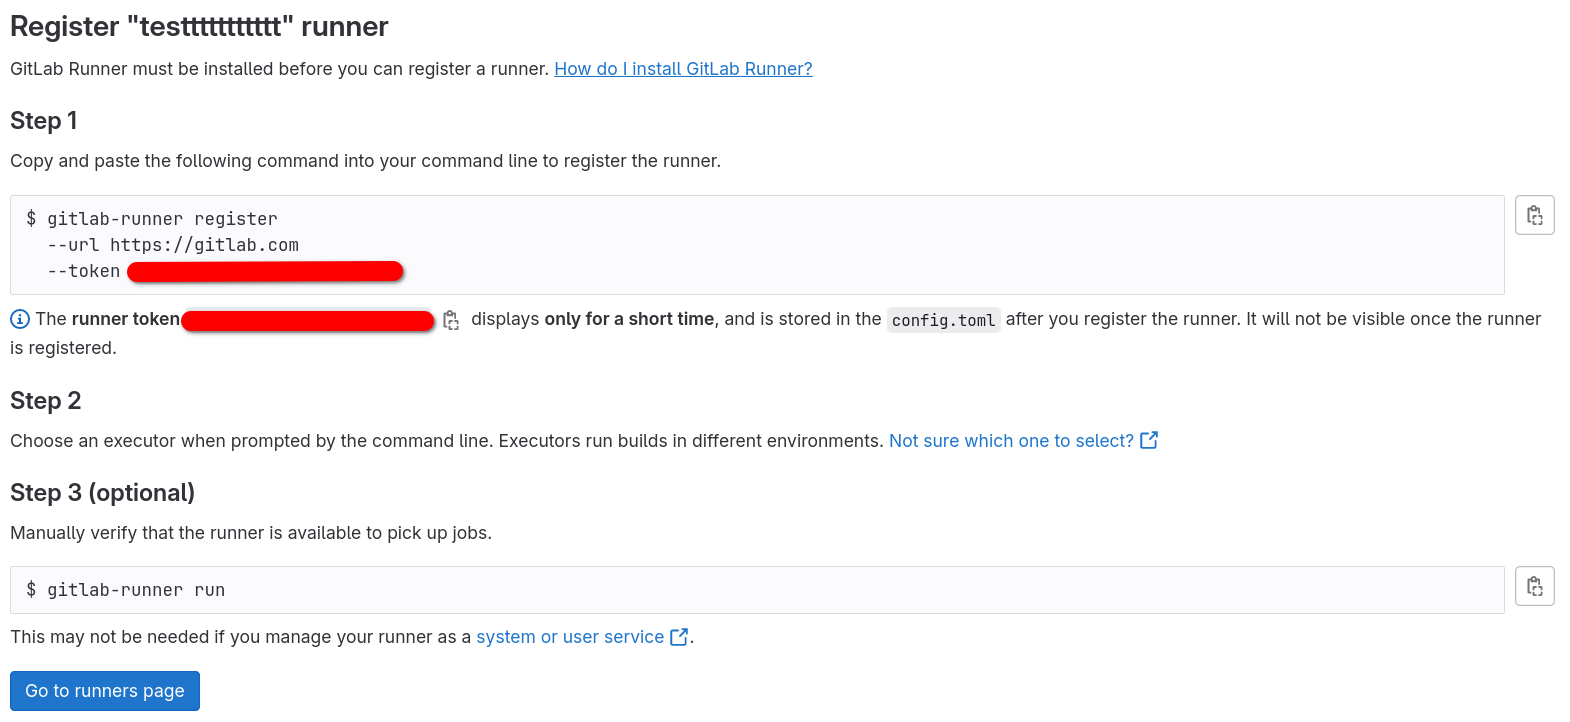 Register "testttttttttttt" runner
GitLab Runner must be installed before you can register a runner. How do I install GitLab Runner?
Step 1
Copy and paste the following command into your command line to register the runner.
$ gitlab-runner register
--url https://gitlab.com
--token
The runner token displays only for a short time, and is stored in the config.toml after you register the runner. It will not be visible once the runner
is registered.
Step 2
Choose an executor when prompted by the command line. Executors run builds in different environments. Not sure which one to select?
Step 3 (optional)
Manually verify that the runner is available to pick up jobs.
$ gitlab-runner run
This may not be needed if you manage your runner as a system or user service.
Go to runners page